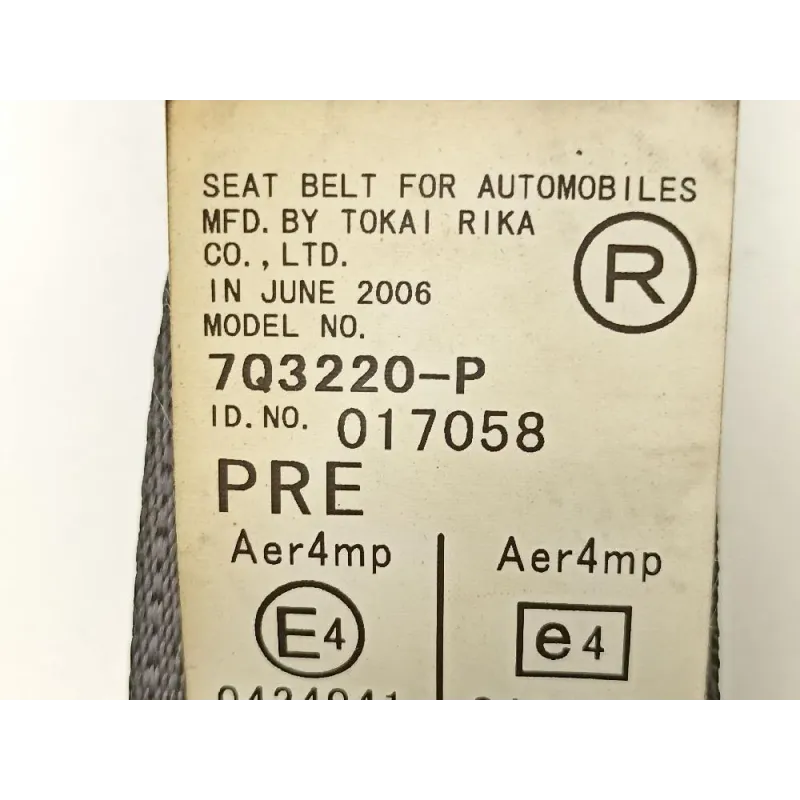 SEAT BELT FOR AUTOMOBILES
MFD. BY TOKAI RIKA
CO., LTD.
IN JUNE 2006
R
MODEL NO.
7Q3220-P
ID. NO. 017058
PRE
Aer4mp Aer4mp
E4 e4